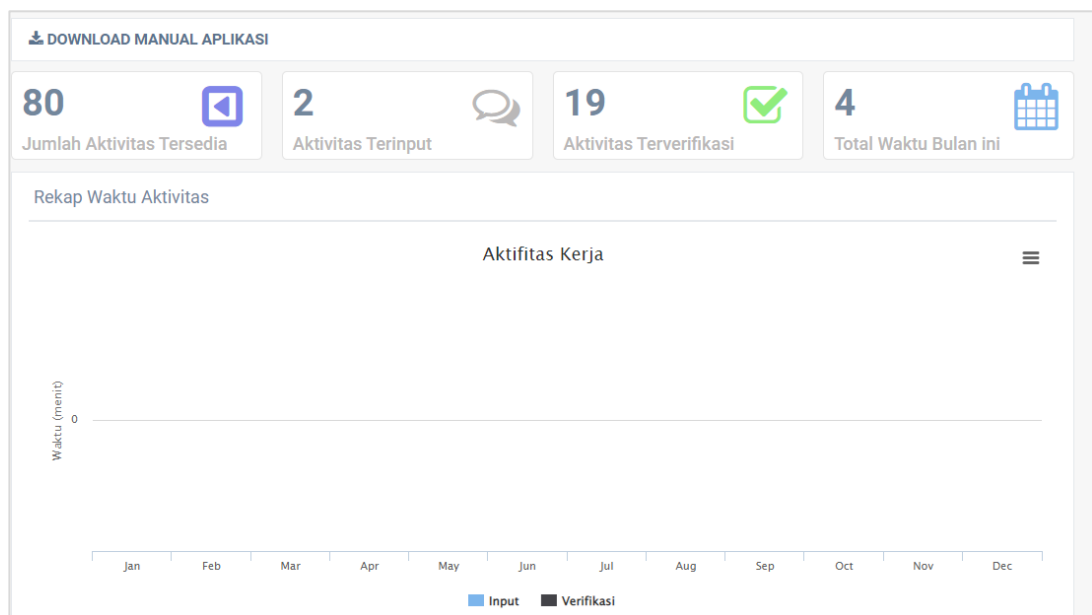 DOWNLOAD MANUAL APLIKASI
80
Jumlah Aktivitas Tersedia
2
Aktivitas Terinput
19
Aktivitas Terverifikasi
4
Total Waktu Bulan ini
Rekap Waktu Aktivitas
Aktifitas Kerja
Waktu (menit)
0
Jan Feb Mar Apr May Jun Jul Aug Sep Oct Nov Dec
Input Verifikasi